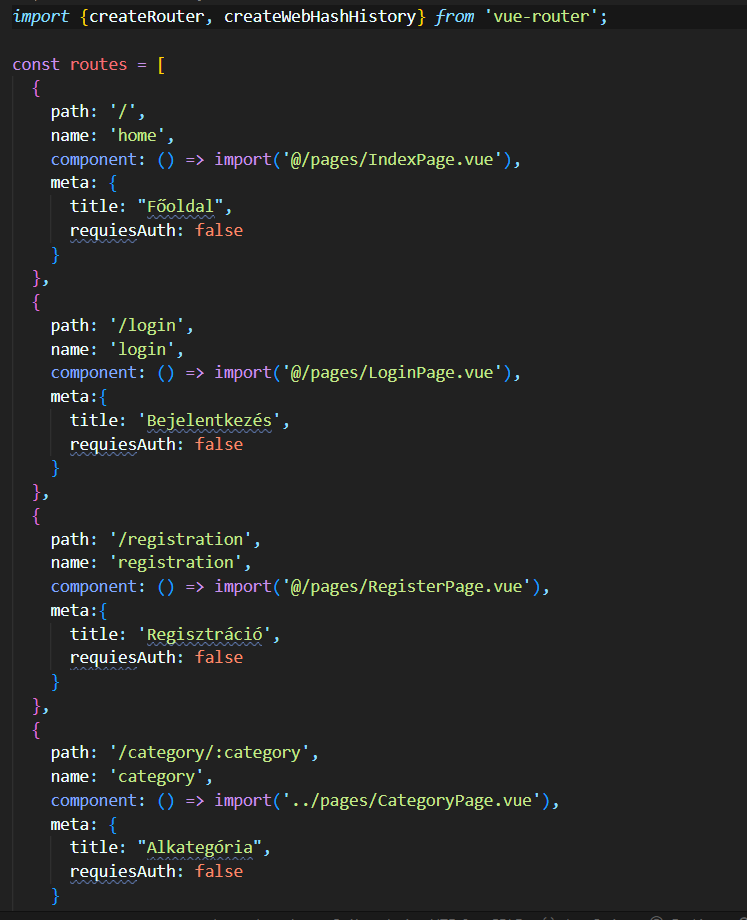 import {createRouter, createWebHashHistory} from 'vue-router';
const routes = [
{
path: '/',
name: 'home',
component: () => import('@/pages/IndexPage.vue'),
meta: {
title: "Főoldal",
requiesAuth: false
}
},
{
path: '/login',
name: 'login',
component: () => import('@/pages/LoginPage.vue'),
meta:{
title: 'Bejelentkezés',
requiesAuth: false
}
},
{
path: '/registration',
name: 'registration',
component: () => import('@/pages/RegisterPage.vue'),
meta:{
title: 'Regisztráció',
requiesAuth: false
}
},
{
path: '/category/:category',
name: 'category',
component: () => import('../pages/CategoryPage.vue'),
meta: {
title: "Alkategória",
requiesAuth: false
}